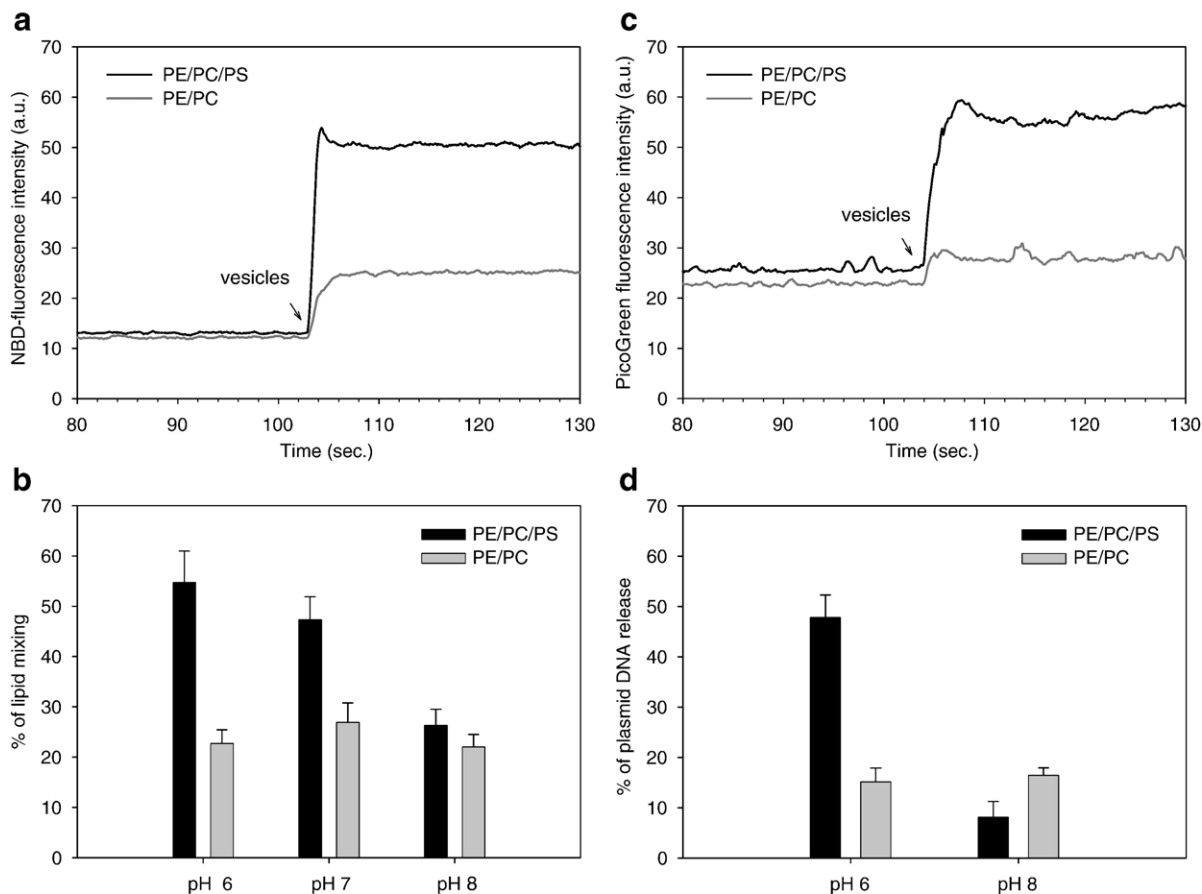 a
70
60
50
40
30
20
10
0
NBD-fluorescence intensity (a.u.)
PE/PC/PS
PE/PC
vesicles
80 90 100 110 120 130
Time (sec.)
c
70
60
50
40
30
20
10
0
PicoGreen fluorescence intensity (a.u.)
PE/PC/PS
PE/PC
vesicles
80 90 100 110 120 130
Time (sec.)
b
70
60
50
40
30
20
10
0
% of lipid mixing
PE/PC/PS
PE/PC
pH 6 pH 7 pH 8
d
70
60
50
40
30
20
10
0
% of plasmid DNA release
PE/PC/PS
PE/PC
pH 6 pH 8